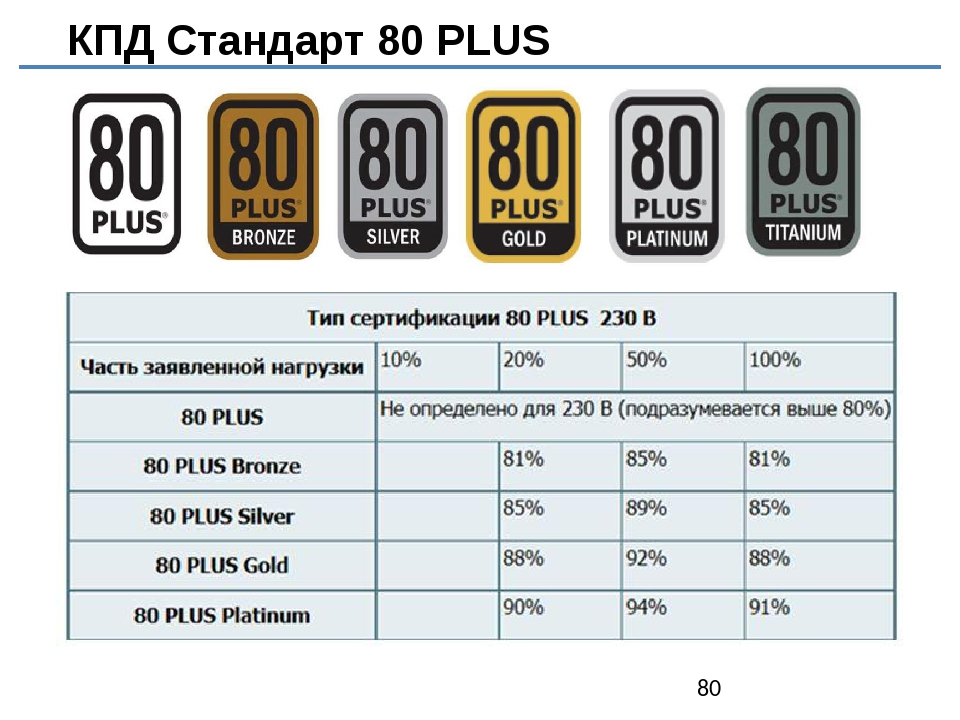 КПД Стандарт 80 PLUS
80 PLUS®
80 PLUS® BRONZE
80 PLUS® SILVER
80 PLUS® GOLD
80 PLUS® PLATINUM
80 PLUS® TITANIUM
Тип сертификации 80 PLUS 230 В
Часть заявленной нагрузки 10% 20% 50% 100%
80 PLUS Не определено для 230 В (подразумевается выше 80%)
80 PLUS Bronze 81% 85% 81%
80 PLUS Silver 85% 89% 85%
80 PLUS Gold 88% 92% 88%
80 PLUS Platinum 90% 94% 91%
80